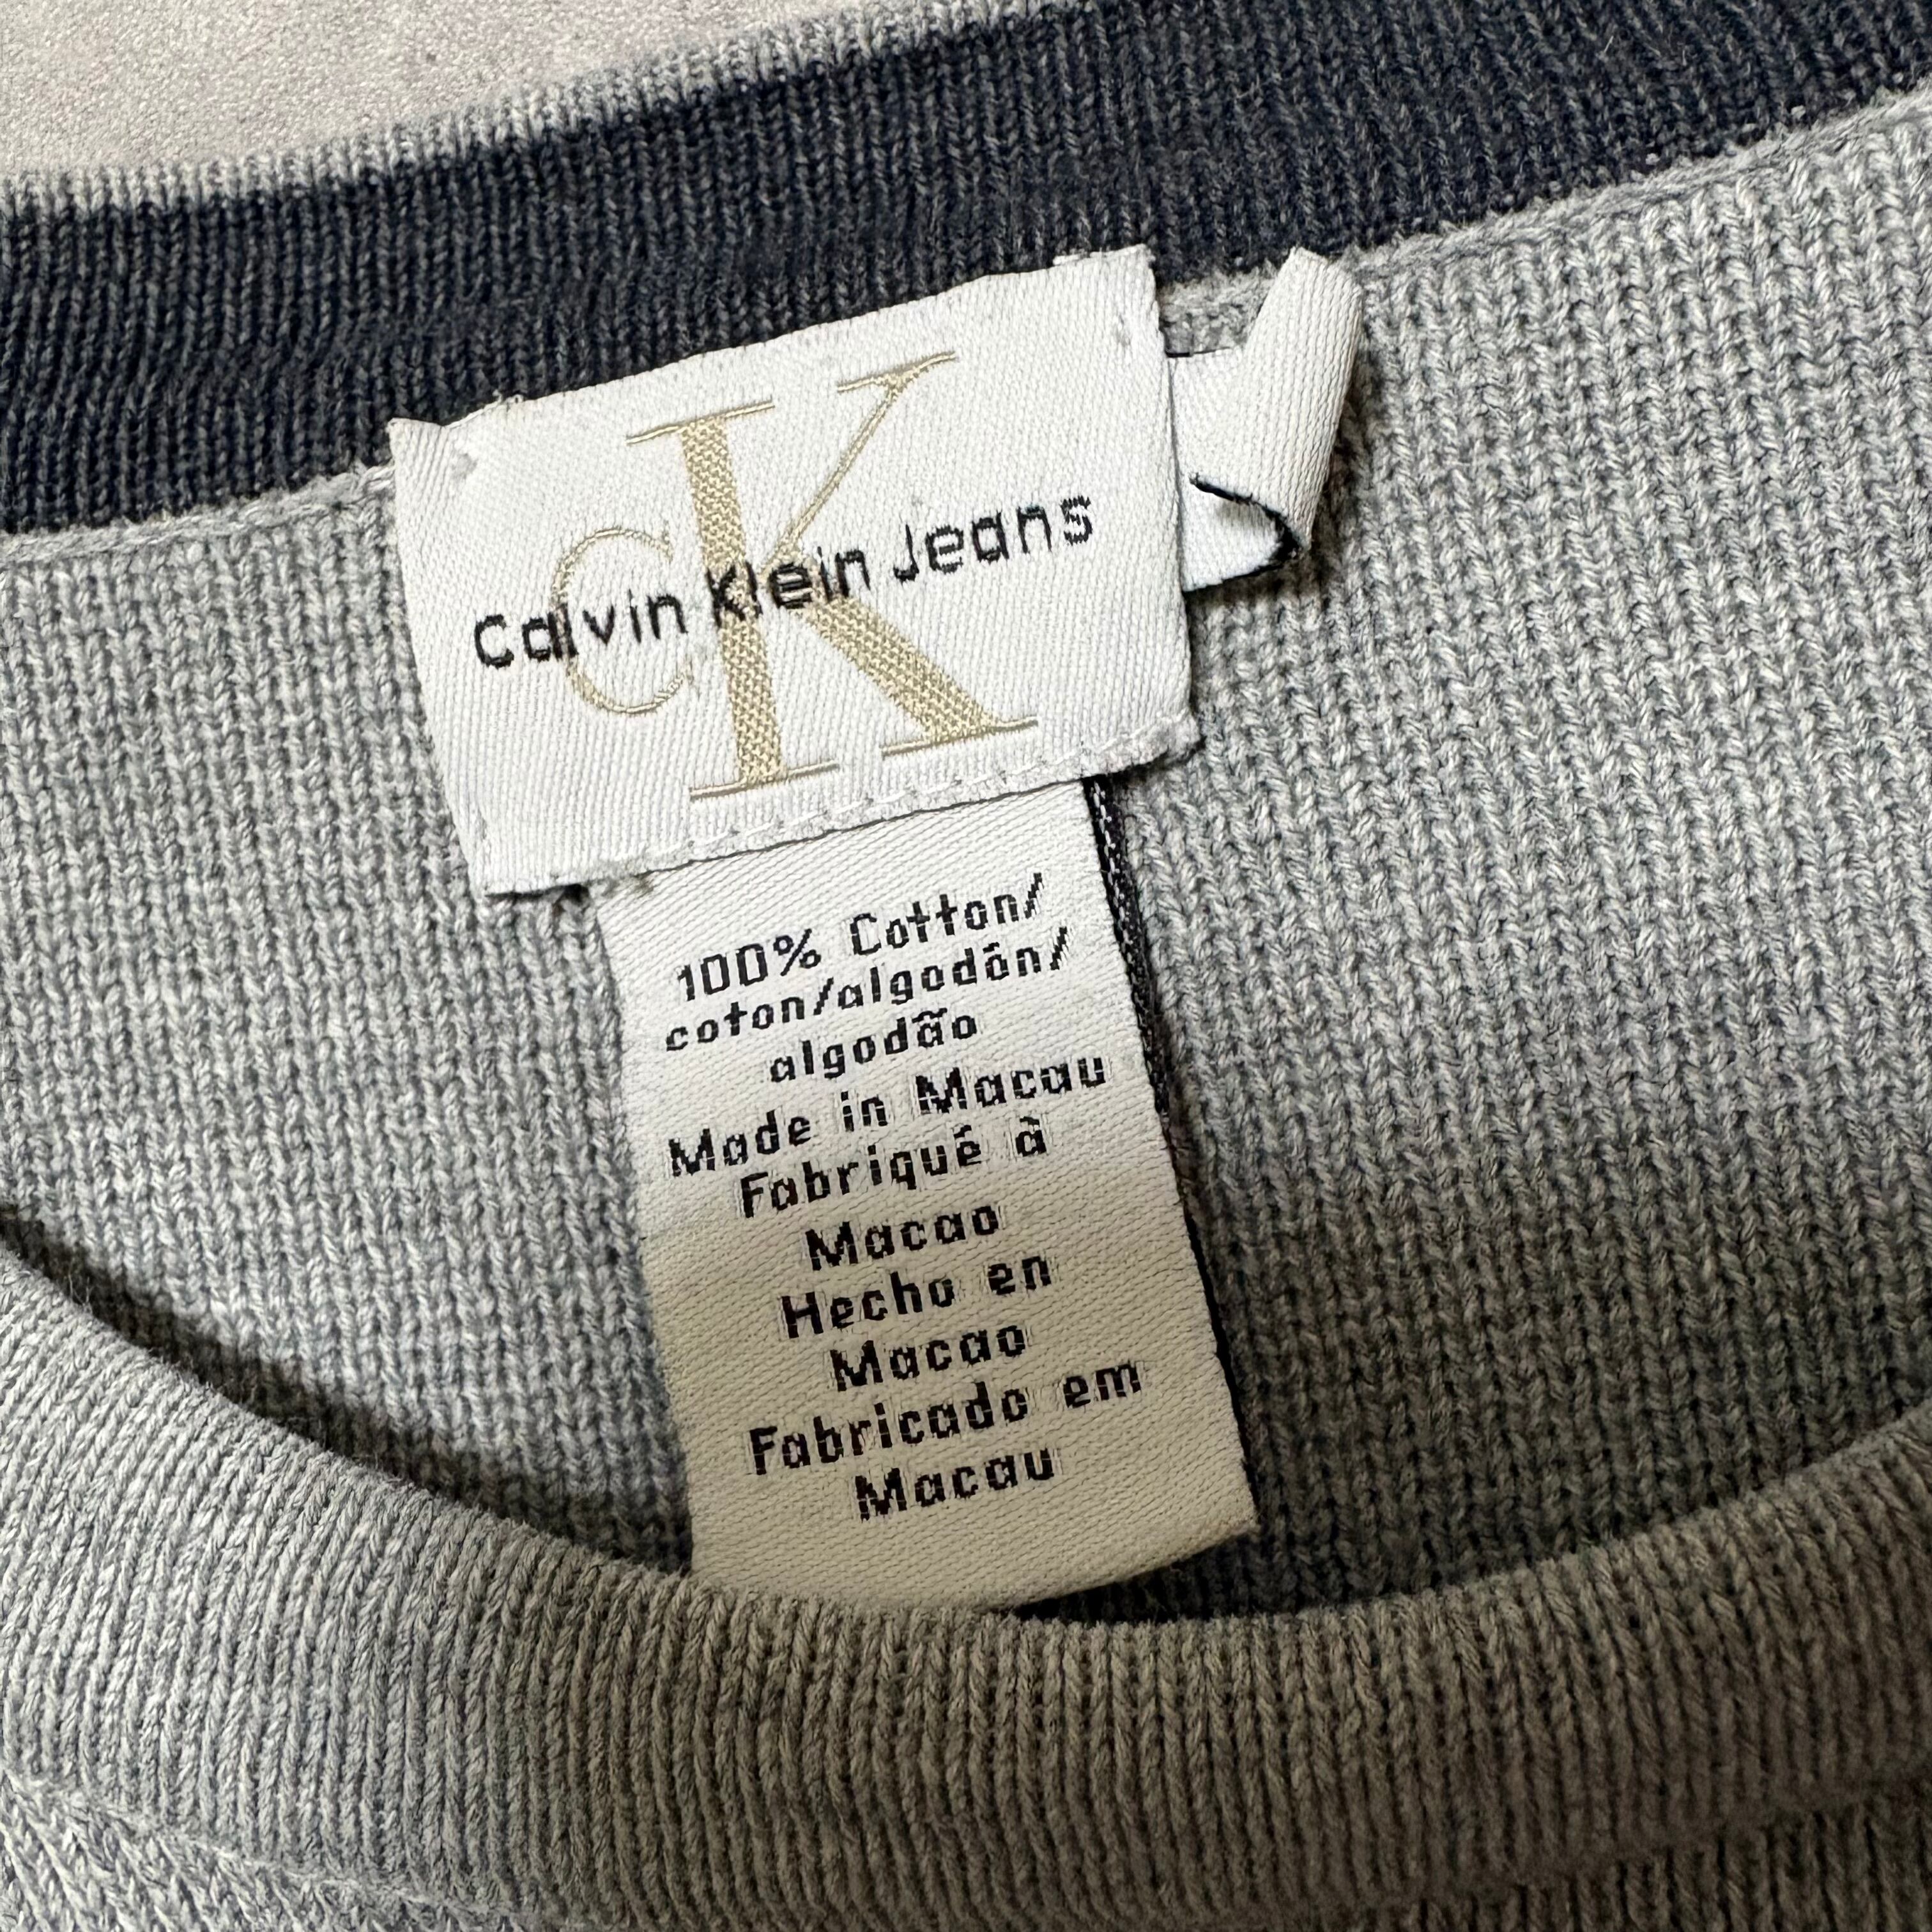 CK
Calvin Klein Jeans
100% Cotton/
coton/algodón/
algodão
Made in Macau
Fabriqué à
Macao
Hecho en
Macao
Fabricado em
Macau